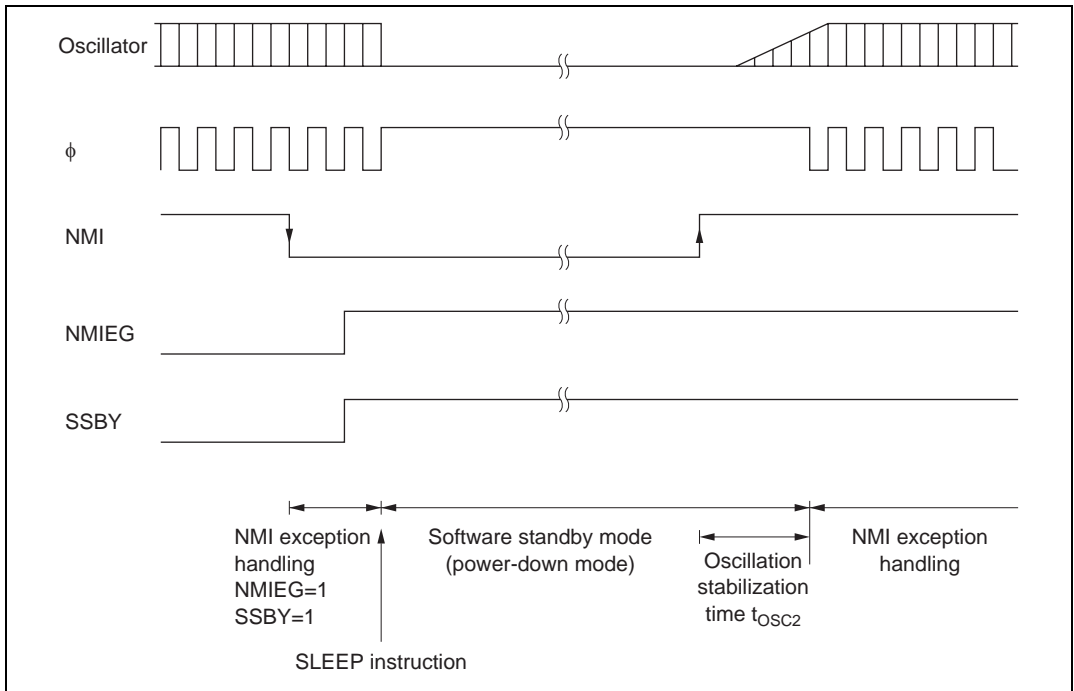 Oscillator
φ
NMI
NMIEG
SSBY
NMI exception
handling
NMIEG=1
SSBY=1
Software standby mode
(power-down mode)
Oscillation
stabilization
time tOSC2
NMI exception
handling
SLEEP instruction